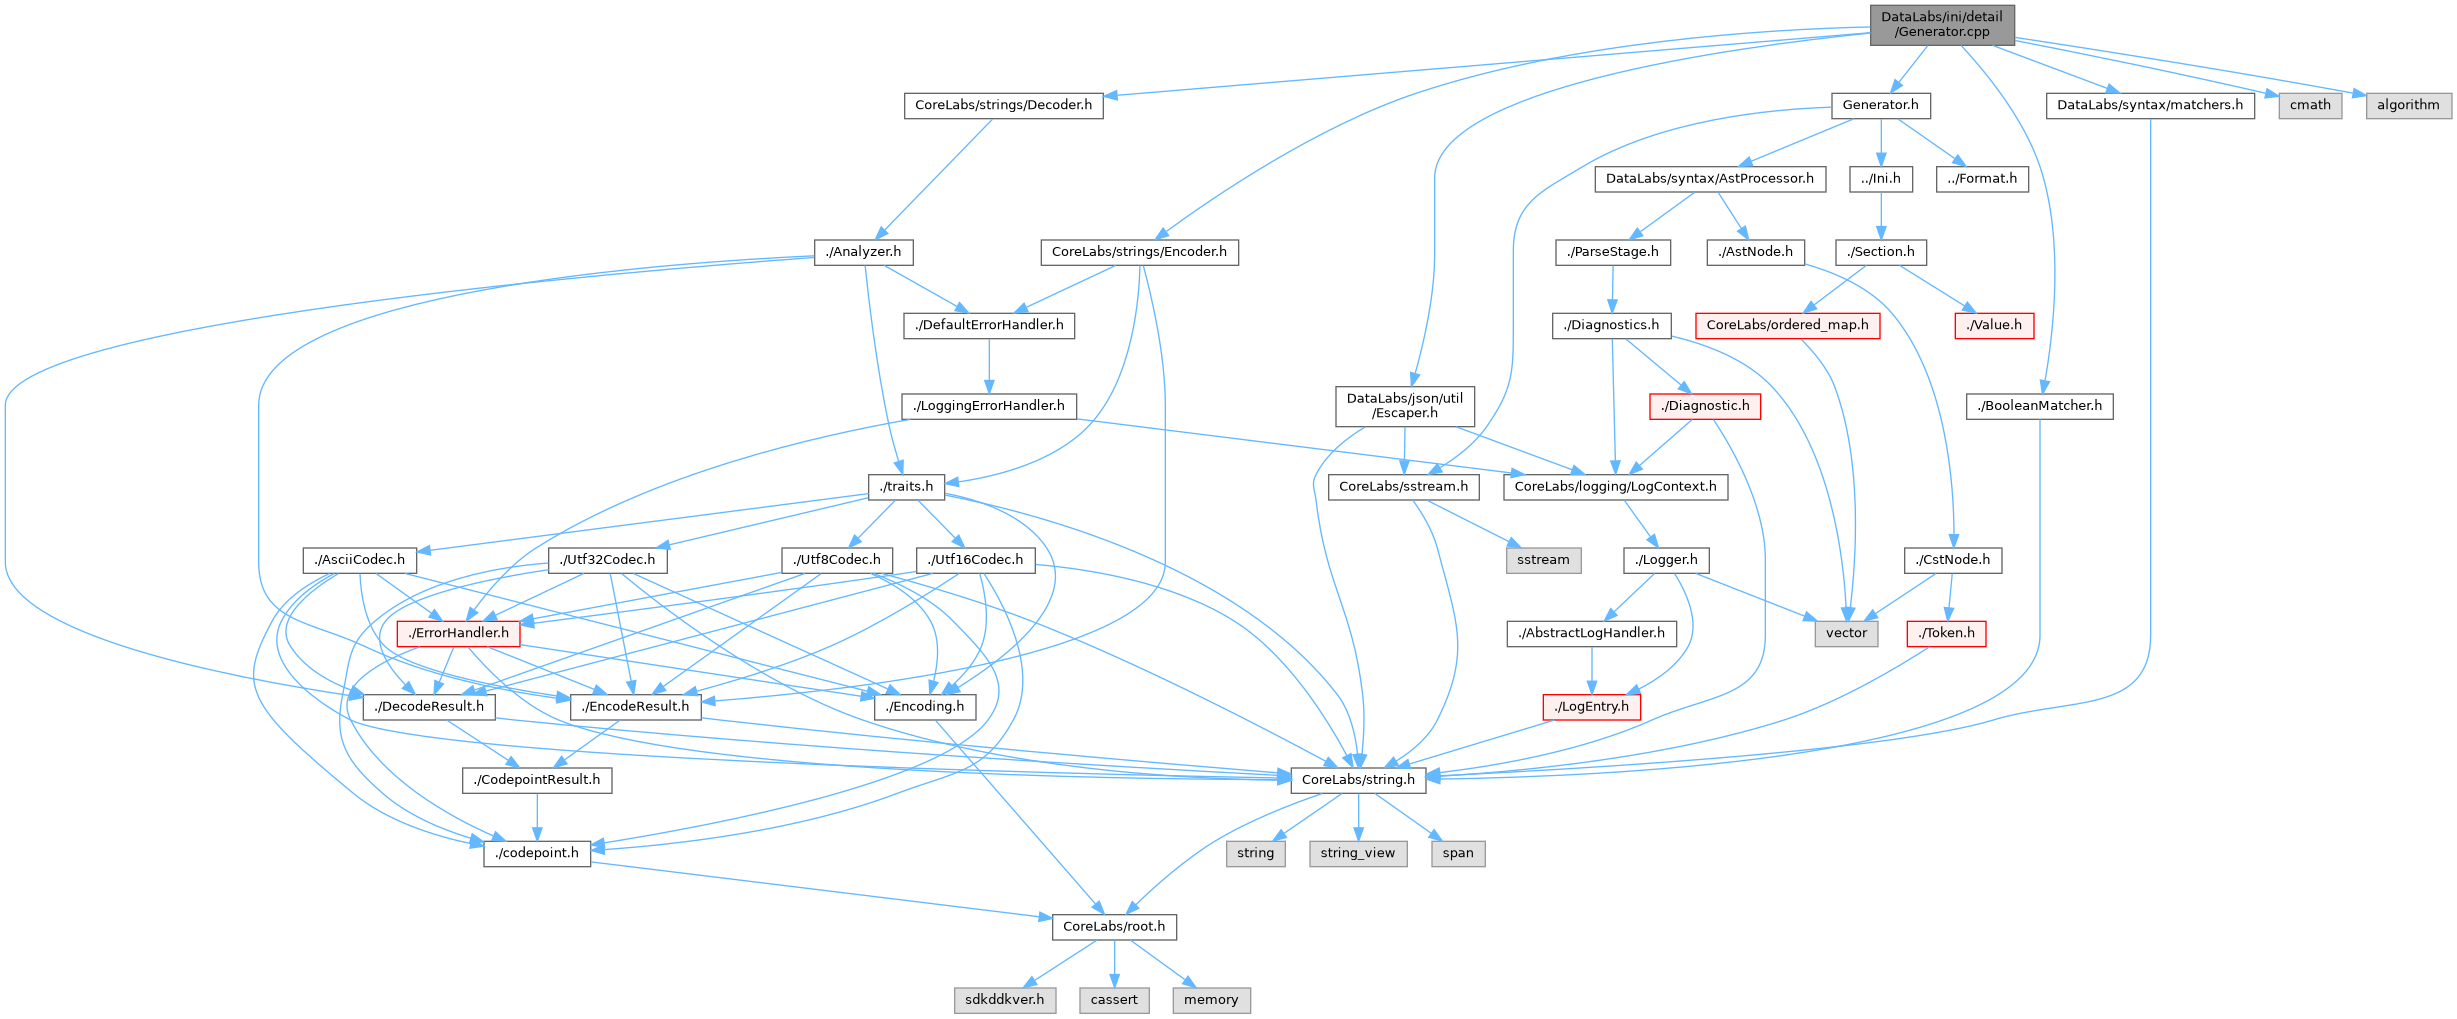 DataLabs/ini/detail
/Generator.cpp
CoreLabs/strings/Decoder.h
Generator.h
DataLabs/syntax/matchers.h
cmath
algorithm
DataLabs/syntax/AstProcessor.h
../Ini.h
../Format.h
./Analyzer.h
CoreLabs/strings/Encoder.h
./ParseStage.h
./AstNode.h
./Section.h
./DefaultErrorHandler.h
./Diagnostics.h
CoreLabs/ordered_map.h
./Value.h
./LoggingErrorHandler.h
DataLabs/json/util
/Escaper.h
./Diagnostic.h
./BooleanMatcher.h
./traits.h
CoreLabs/sstream.h
CoreLabs/logging/LogContext.h
./AsciiCodec.h
./Utf32Codec.h
./Utf8Codec.h
./Utf16Codec.h
sstream
./Logger.h
./CstNode.h
./ErrorHandler.h
./AbstractLogHandler.h
vector
./Token.h
./DecodeResult.h
./EncodeResult.h
./Encoding.h
./LogEntry.h
./CodepointResult.h
CoreLabs/string.h
./codepoint.h
string
string_view
span
CoreLabs/root.h
sdkddkver.h
cassert
memory